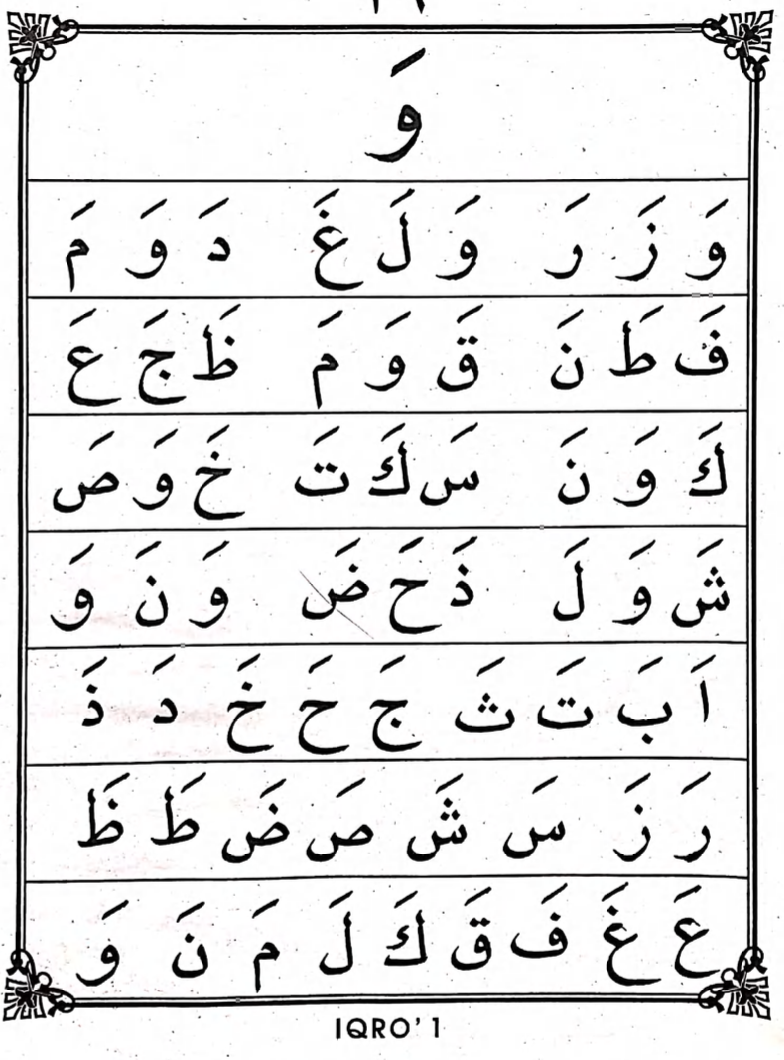 وَ
وَ زَ رَ وَ لَ غَ دَ وَ مَ
فَ طَ نَ قَ وَ مَ ظَ جَ عَ
كَ وَ نَ سَ كَ تَ خَ وَ صَ
شَ وَ لَ ذَ حَ ضَ وَ نَ وَ
اَ بَ تَ ثَ جَ حَ خَ دَ ذَ
رَ زَ سَ شَ صَ ضَ طَ ظَ
عَ غَ فَ قَ كَ لَ مَ نَ وَ
IQRO' 1